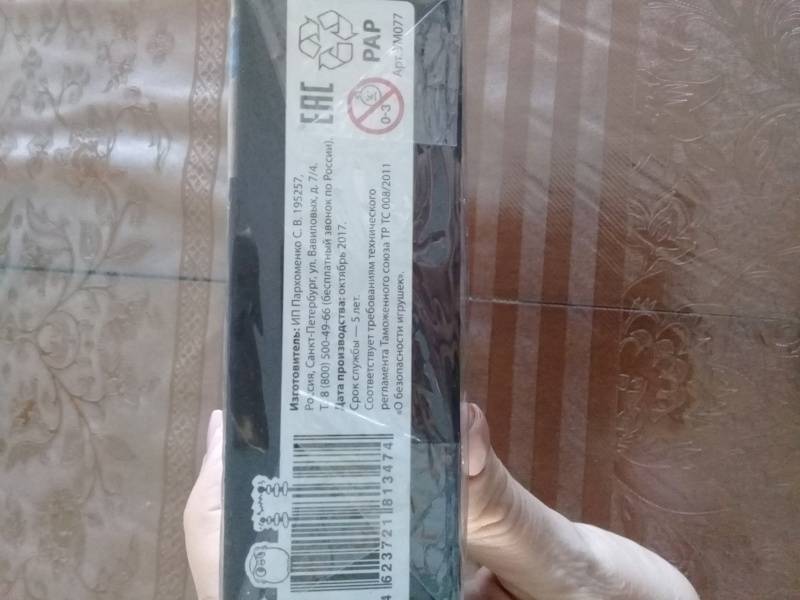 Изготовитель: ИП Пархоменко С. В. 195257,
Россия, Санкт-Петербург, ул. Вавиловых, д. 7/4.
Т. 8 (800) 500-49-66 (бесплатный звонок по России).
Дата производства: октябрь 2017.
Срок службы — 5 лет.
Соответствует требованиям технического
регламента Таможенного союза ТР ТС 008/2011
«О безопасности игрушек».
EAC
PAP
0-3
Арт. УМ077
4 623721 813474